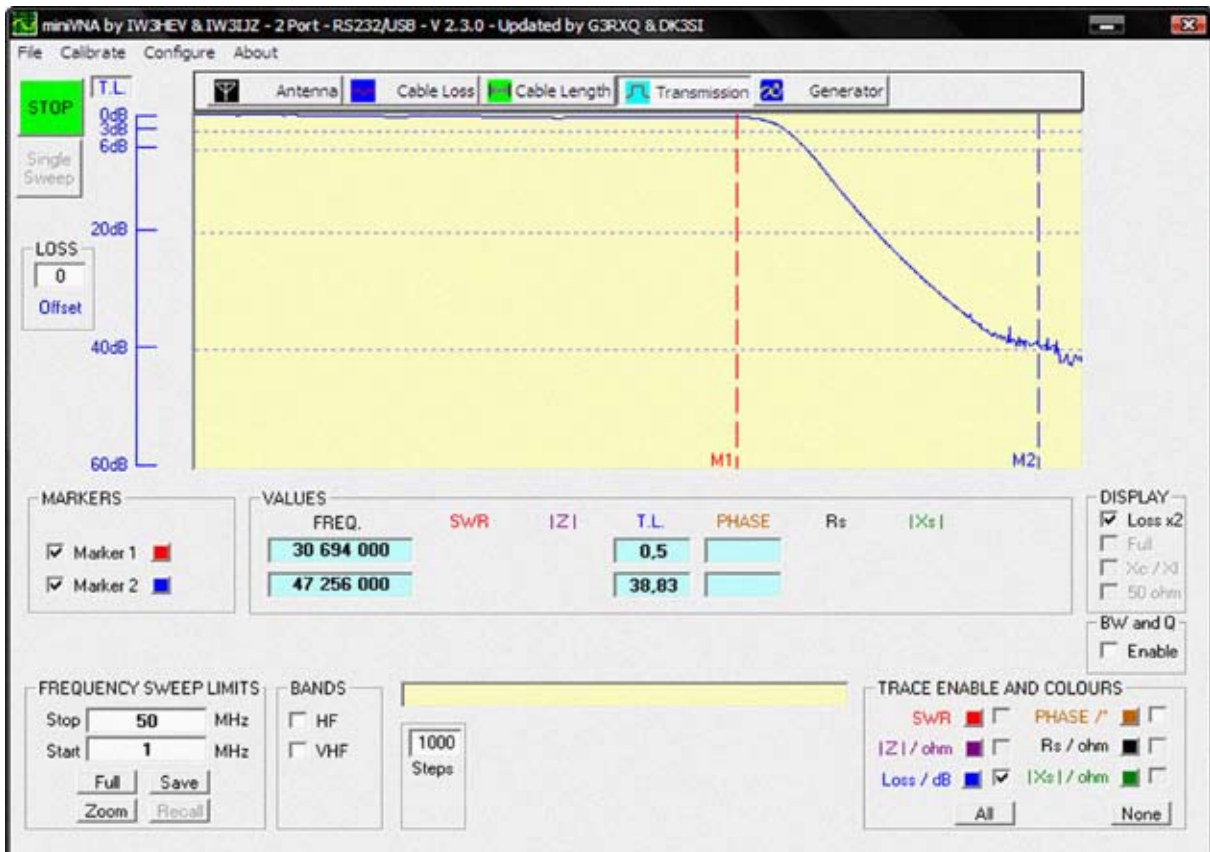 miniVNA by IW3HEV & IW3IJZ - 2 Port - RS232/USB - V 2.3.0 - Updated by G3RXQ & DK3SI
File Calibrate Configure About
STOP
Single Sweep
T.L.
Antenna Cable Loss Cable Length Transmission Generator
0dB
3dB
6dB
20dB
40dB
60dB
LOSS
0
Offset
M1 M2
MARKERS
Marker 1
Marker 2
VALUES
FREQ. SWR |Z| T.L. PHASE Rs |Xs|
30 694 000 0,5
47 256 000 38,83
DISPLAY
Loss x2
Full
Xc / Xl
50 ohm
BW and Q
Enable
FREQUENCY SWEEP LIMITS
Stop 50 MHz
Start 1 MHz
Full Save
Zoom Recall
BANDS
HF
VHF
1000
Steps
TRACE ENABLE AND COLOURS
SWR PHASE /°
|Z| / ohm Rs / ohm
Loss / dB |Xs| / ohm
All None